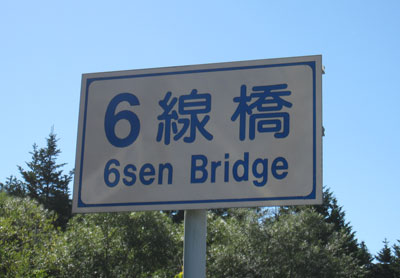 6線橋
6sen Bridge